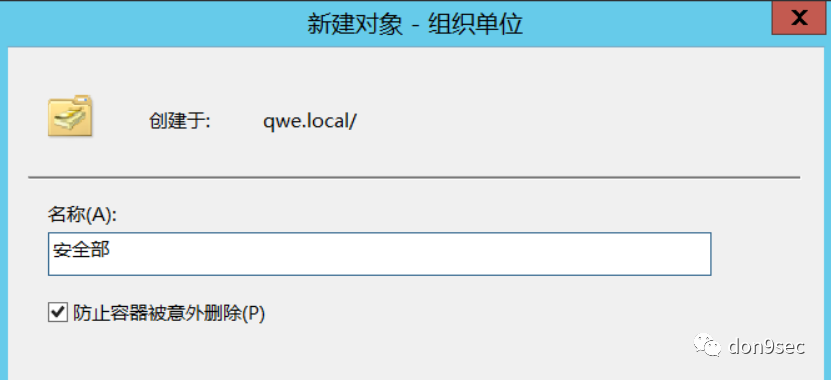 新建对象 - 组织单位
创建于: qwe.local/
名称(A):
安全部
防止容器被意外删除(P)
don9sec